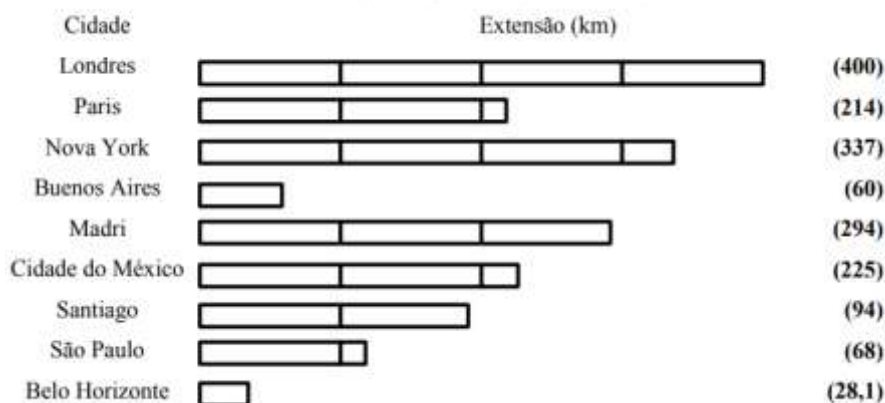 Cidade Extensão (km)
Londres (400)
Paris (214)
Nova York (337)
Buenos Aires (60)
Madri (294)
Cidade do México (225)
Santiago (94)
São Paulo (68)
Belo Horizonte (28,1)